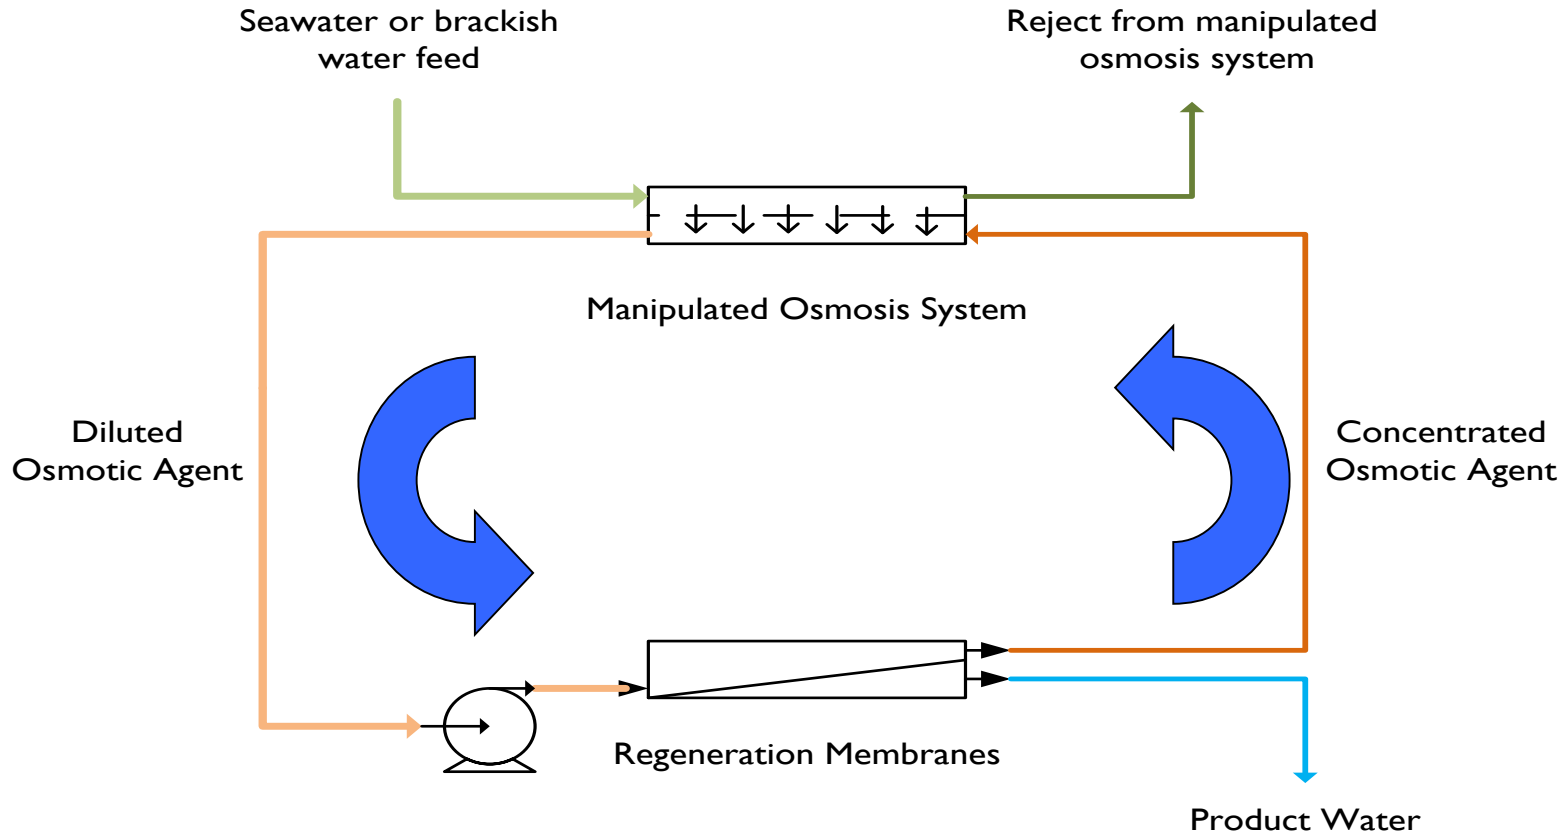 Seawater or brackish
water feed
Reject from manipulated
osmosis system
Manipulated Osmosis System
Diluted
Osmotic Agent
Concentrated
Osmotic Agent
Regeneration Membranes
Product Water